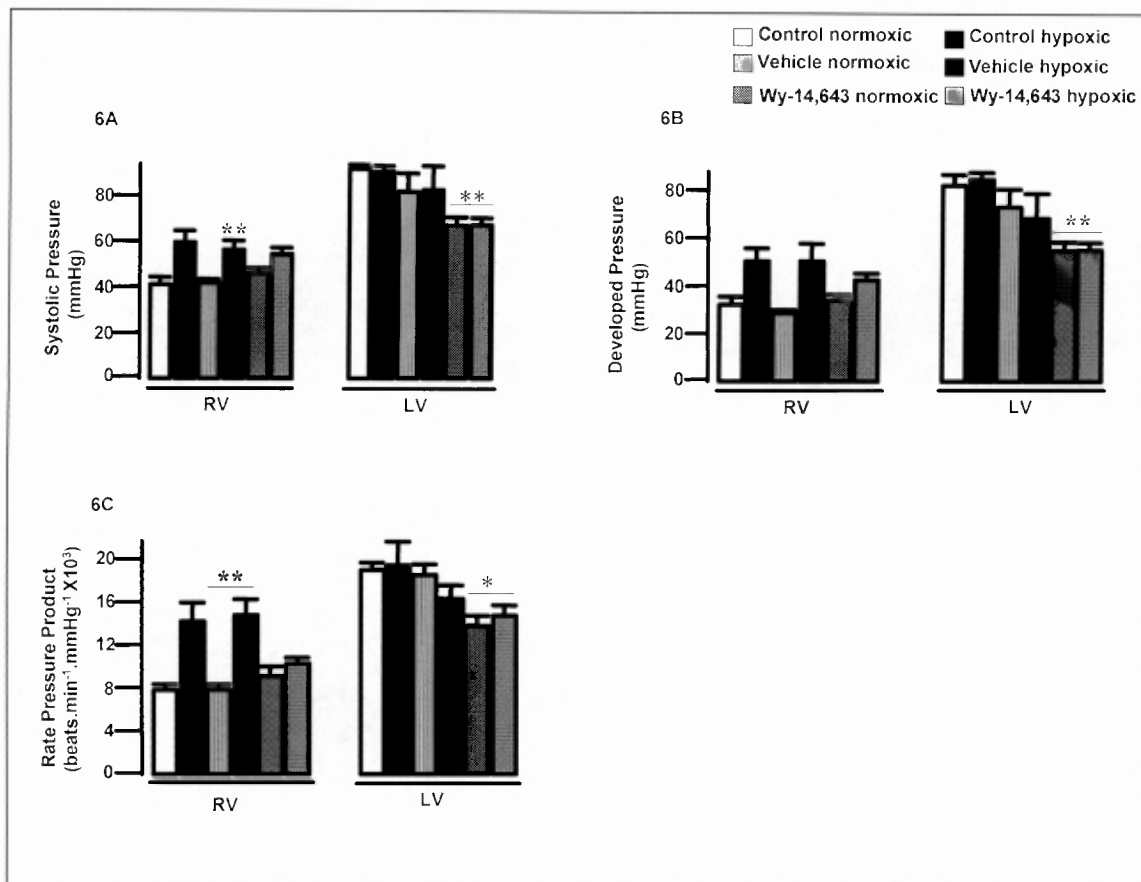 Control normoxic Control hypoxic
Vehicle normoxic Vehicle hypoxic
Wy-14,643 normoxic Wy-14,643 hypoxic
6A
Systolic Pressure
(mmHg)
80
60
40
20
0
**
**
RV LV
6B
Developed Pressure
(mmHg)
80
60
40
20
0
**
RV LV
6C
Rate Pressure Product
(beats.min⁻¹.mmHg⁻¹ X10³)
20
16
12
8
4
0
**
*
RV LV